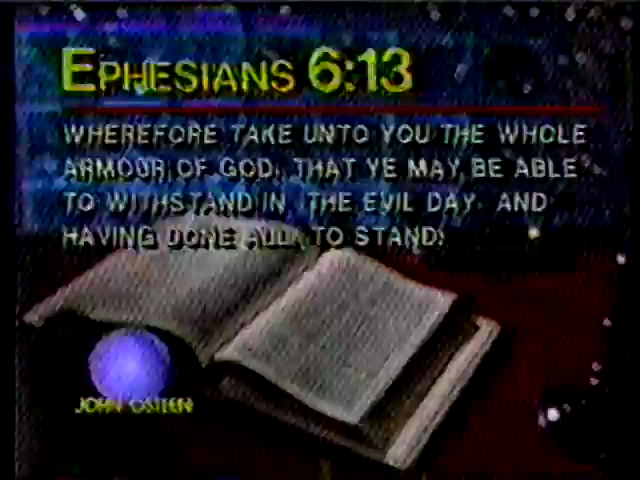 EPHESIANS 6:13
WHEREFORE TAKE UNTO YOU THE WHOLE
ARMOUR OF GOD, THAT YE MAY BE ABLE
TO WITHSTAND IN THE EVIL DAY, AND
HAVING DONE ALL, TO STAND.
JOHN OSTEEN